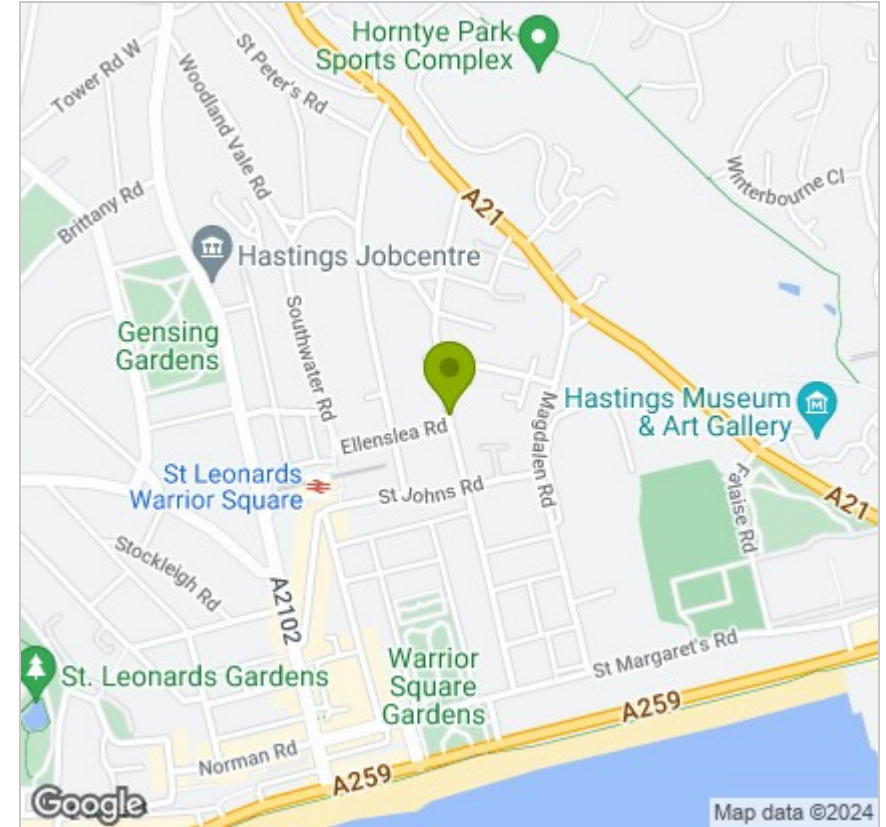 Horntye Park
Sports Complex
St Peter's Rd
Tower Rd W
Woodland Vale Rd
Winterbourne Cl
A21
Brittany Rd
Hastings Jobcentre
Gensing
Gardens
Southwater Rd
Hastings Museum
& Art Gallery
Magdalen Rd
Ellenslea Rd
St Leonards
Warrior Square
St Johns Rd
Falaise Rd
A21
Stockleigh Rd
A2102
St Margaret's Rd
Warrior
Square
Gardens
St. Leonards Gardens
A259
Norman Rd
A259
Google
Map data ©2024